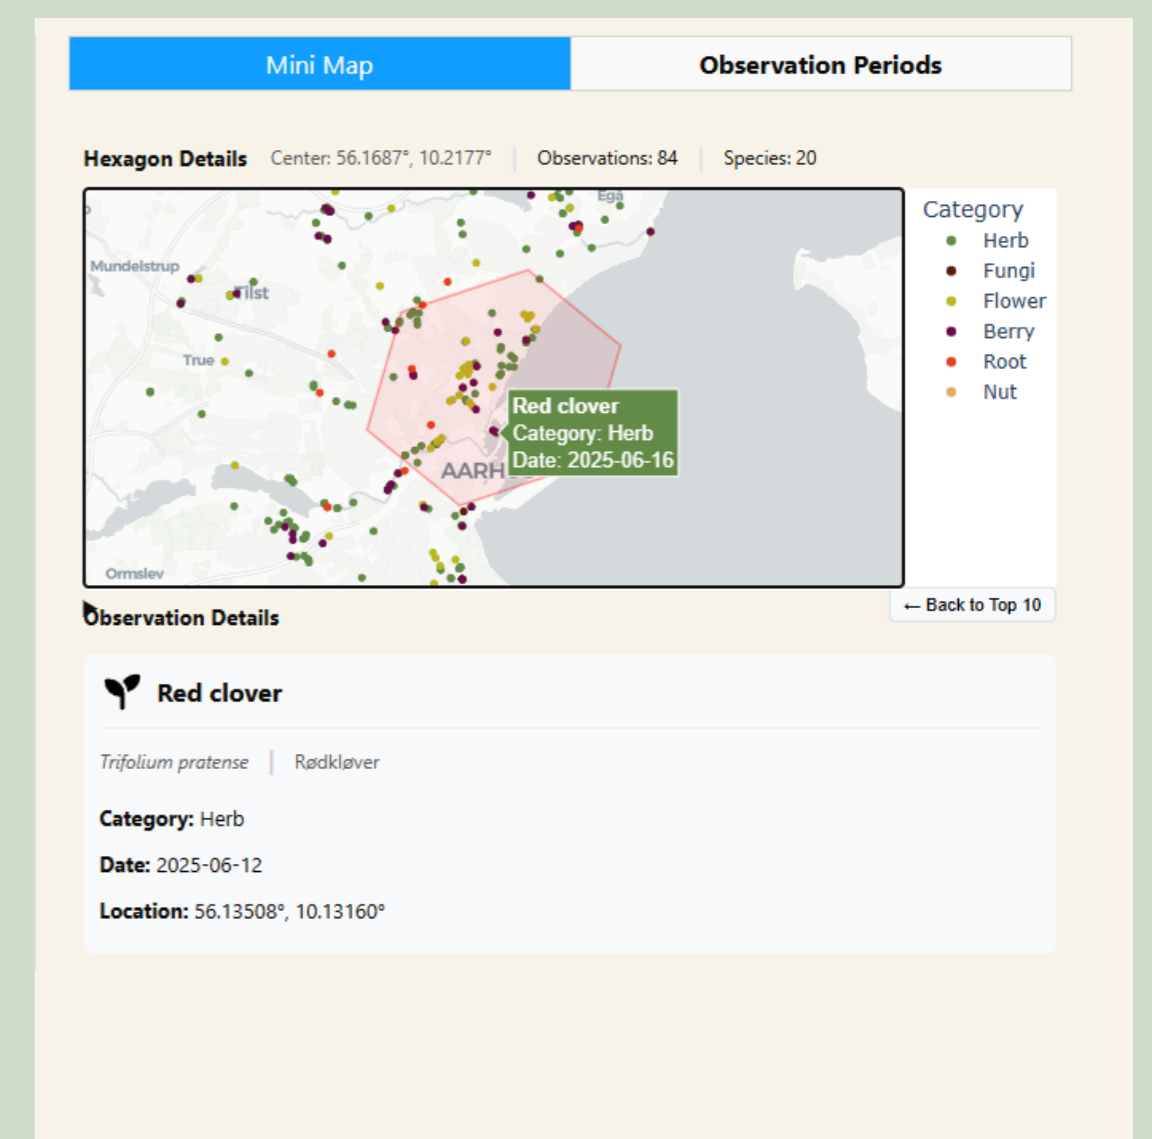 Mini Map
Observation Periods
Hexagon Details Center: 56.1687°, 10.2177° Observations: 84 Species: 20
Egå
Mundelstrup
Tilst
True
Red clover
Category: Herb
Date: 2025-06-16
Ormslev
Category
Herb
Fungi
Flower
Berry
Root
Nut
← Back to Top 10
Observation Details
Red clover
Trifolium pratense Rødkløver
Category: Herb
Date: 2025-06-12
Location: 56.13508°, 10.13160°